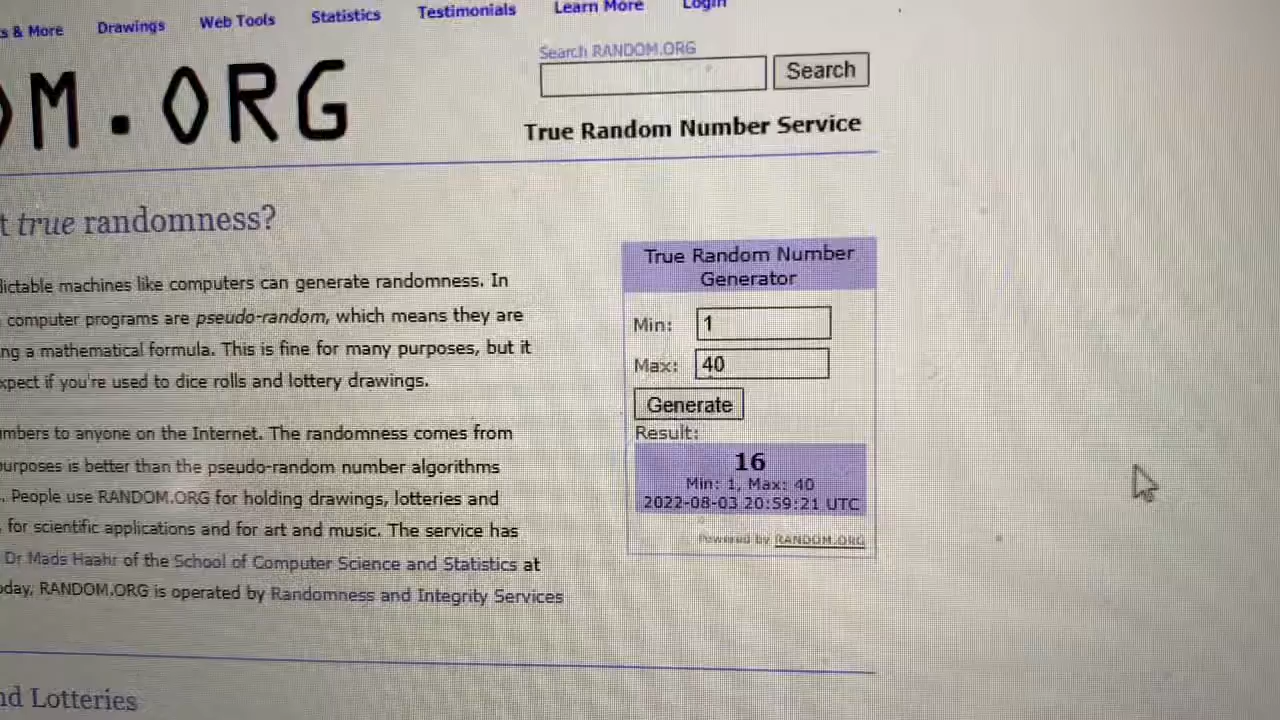 & More Drawings Web Tools Statistics Testimonials Learn More Login
M.ORG
Search RANDOM.ORG
Search
True Random Number Service
true randomness?
machines like computers can generate randomness. In
computer programs are pseudo-random, which means they are
a mathematical formula. This is fine for many purposes, but it
if you're used to dice rolls and lottery drawings.
to anyone on the Internet. The randomness comes from
purposes is better than the pseudo-random number algorithms
. People use RANDOM.ORG for holding drawings, lotteries and
for scientific applications and for art and music. The service has
Dr Mads Haahr of the School of Computer Science and Statistics at
RANDOM.ORG is operated by Randomness and Integrity Services
True Random Number
Generator
Min: 1
Max: 40
Generate
Result:
16
Min: 1, Max: 40
2022-08-03 20:59:21 UTC
Powered by RANDOM.ORG
Lotteries